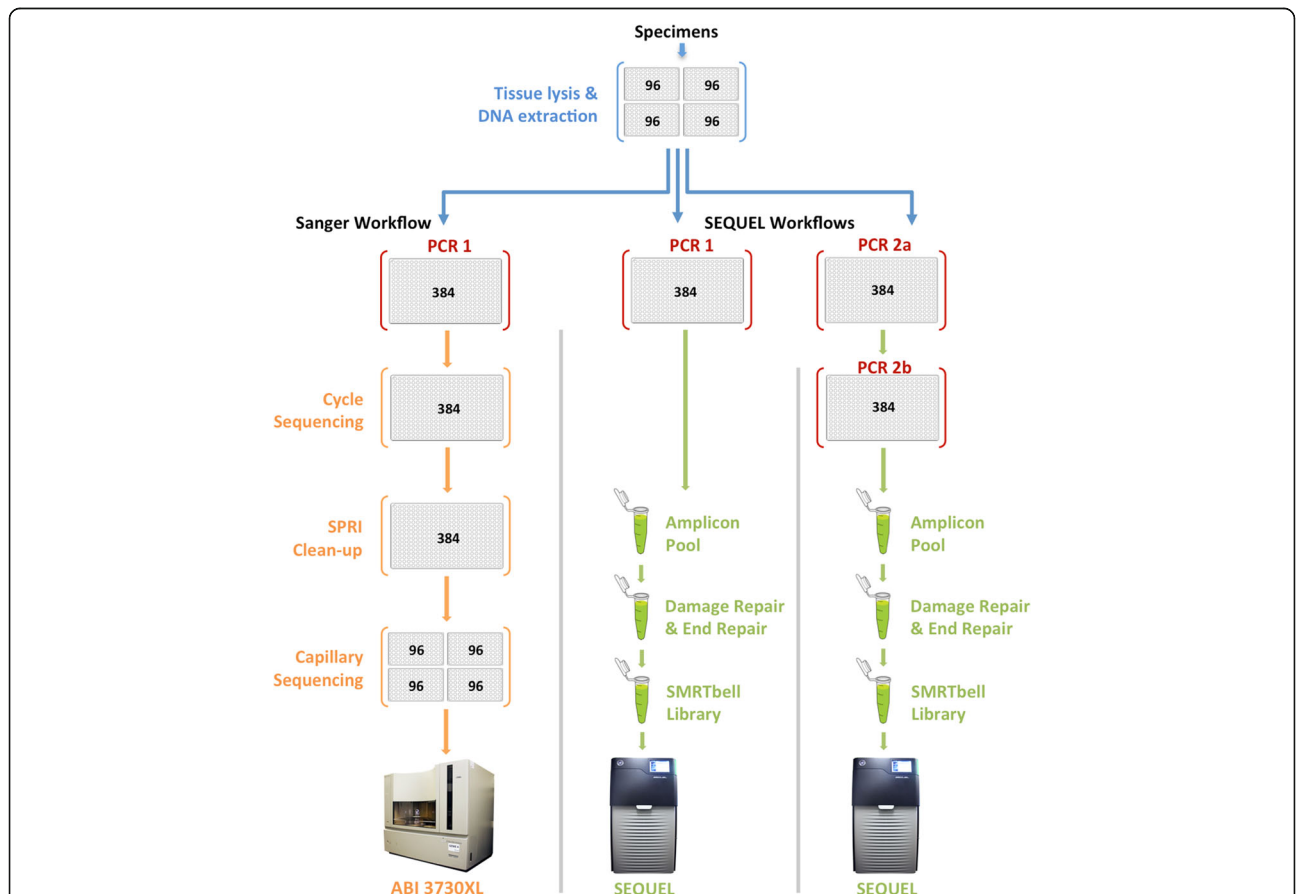 Specimens
Tissue lysis &
DNA extraction
96 96
96 96
Sanger Workflow
SEQUEL Workflows
PCR 1
PCR 1
PCR 2a
384
384
384
PCR 2b
Cycle
Sequencing
384
384
SPRI
Clean-up
384
Amplicon
Pool
Amplicon
Pool
Damage Repair
& End Repair
Damage Repair
& End Repair
Capillary
Sequencing
96 96
96 96
SMRTbell
Library
SMRTbell
Library
ABI 3730XL
SEQUEL
SEQUEL